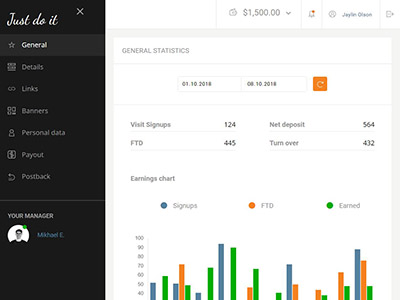 Just do it
$1,500.00
Jaylin Glaon
General
Details
Links
Banners
Personal data
Payout
Postback
YOUR MANAGER
Mikhael E.
GENERAL STATISTICS
01.10.2018
08.10.2018
Visit Signups 124
Net deposit 564
FTD 445
Turn over 432
Earnings chart
Signups
FTD
Earned
100
90
80
70
60
50
40